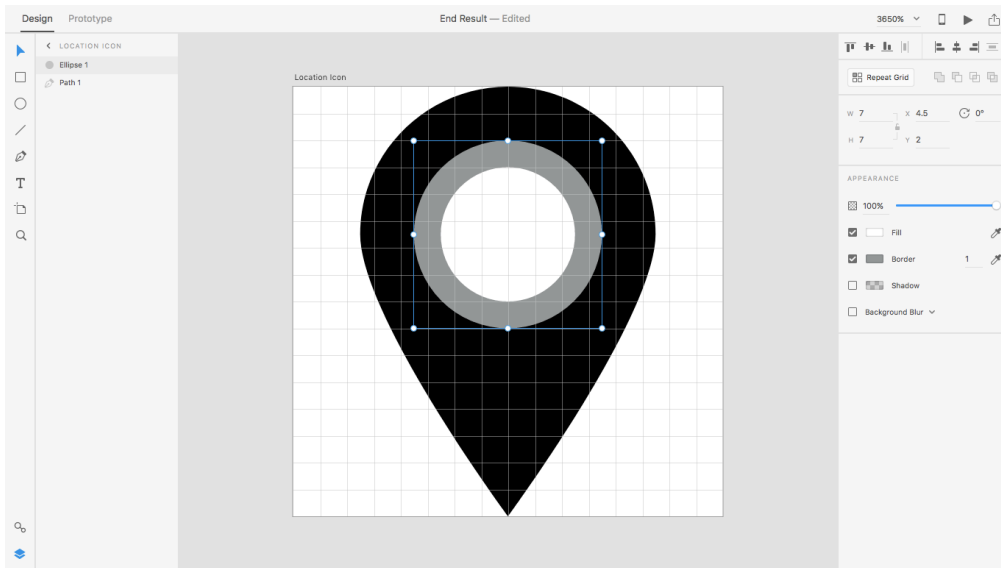 Design Prototype End Result — Edited 3650%
LOCATION ICON
Ellipse 1
Path 1
Location Icon
Repeat Grid
W 7 X 4.5 0°
H 7 Y 2
APPEARANCE
100%
Fill
Border 1
Shadow
Background Blur
T